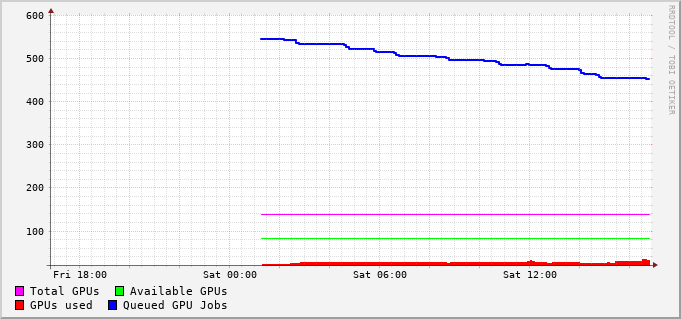 600
500
400
300
200
100
Fri 18:00 Sat 00:00 Sat 06:00 Sat 12:00
Total GPUs Available GPUs
GPUs used Queued GPU Jobs
RRDTOOL / TOBI OETIKER